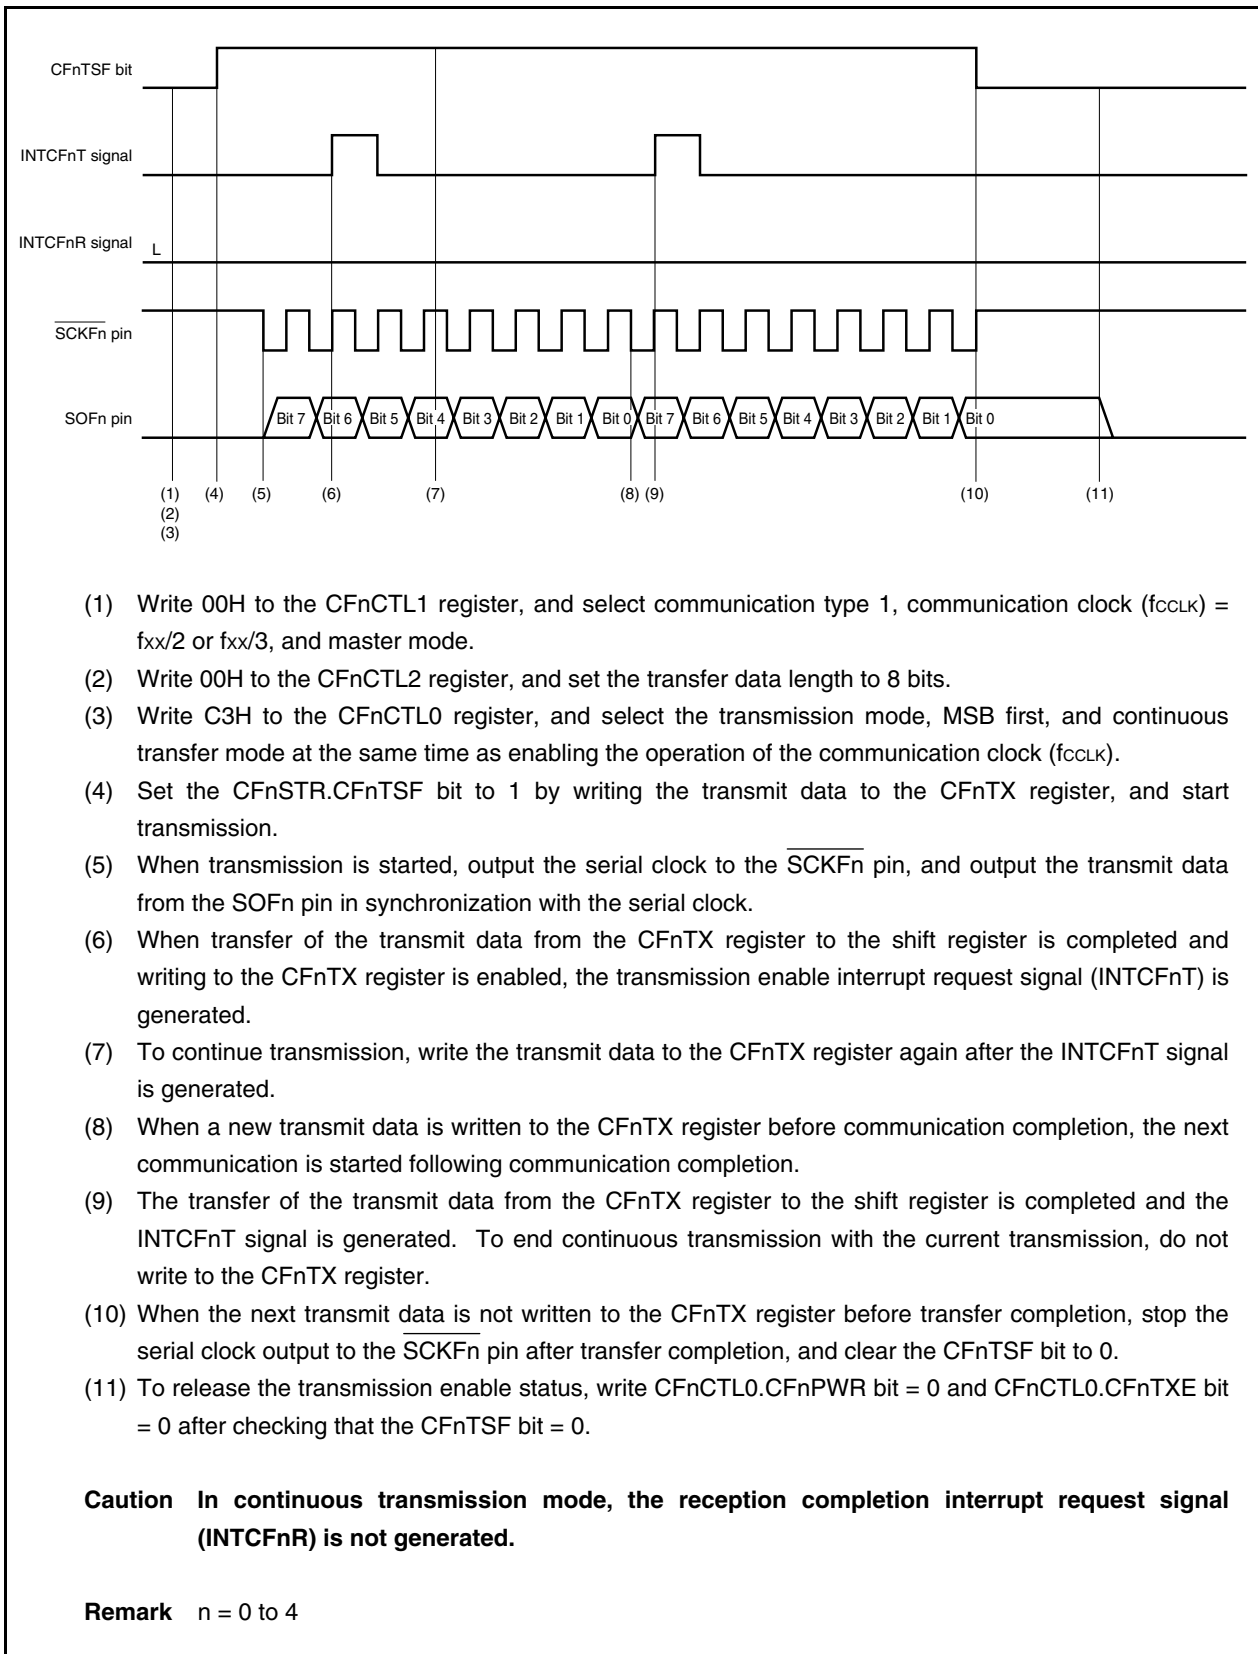 CFnTSF bit
INTCFnT signal
INTCFnR signal L
SCKFn pin
SOFn pin Bit 7 Bit 6 Bit 5 Bit 4 Bit 3 Bit 2 Bit 1 Bit 0 Bit 7 Bit 6 Bit 5 Bit 4 Bit 3 Bit 2 Bit 1 Bit 0
(1) (4) (5) (6) (7) (8) (9) (10) (11)
(2)
(3)
(1) Write 00H to the CFnCTL1 register, and select communication type 1, communication clock (fCCLK) =
fXX/2 or fXX/3, and master mode.
(2) Write 00H to the CFnCTL2 register, and set the transfer data length to 8 bits.
(3) Write C3H to the CFnCTL0 register, and select the transmission mode, MSB first, and continuous
transfer mode at the same time as enabling the operation of the communication clock (fCCLK).
(4) Set the CFnSTR.CFnTSF bit to 1 by writing the transmit data to the CFnTX register, and start
transmission.
(5) When transmission is started, output the serial clock to the SCKFn pin, and output the transmit data
from the SOFn pin in synchronization with the serial clock.
(6) When transfer of the transmit data from the CFnTX register to the shift register is completed and
writing to the CFnTX register is enabled, the transmission enable interrupt request signal (INTCFnT) is
generated.
(7) To continue transmission, write the transmit data to the CFnTX register again after the INTCFnT signal
is generated.
(8) When a new transmit data is written to the CFnTX register before communication completion, the next
communication is started following communication completion.
(9) The transfer of the transmit data from the CFnTX register to the shift register is completed and the
INTCFnT signal is generated. To end continuous transmission with the current transmission, do not
write to the CFnTX register.
(10) When the next transmit data is not written to the CFnTX register before transfer completion, stop the
serial clock output to the SCKFn pin after transfer completion, and clear the CFnTSF bit to 0.
(11) To release the transmission enable status, write CFnCTL0.CFnPWR bit = 0 and CFnCTL0.CFnTXE bit
= 0 after checking that the CFnTSF bit = 0.
Caution In continuous transmission mode, the reception completion interrupt request signal
(INTCFnR) is not generated.
Remark n = 0 to 4